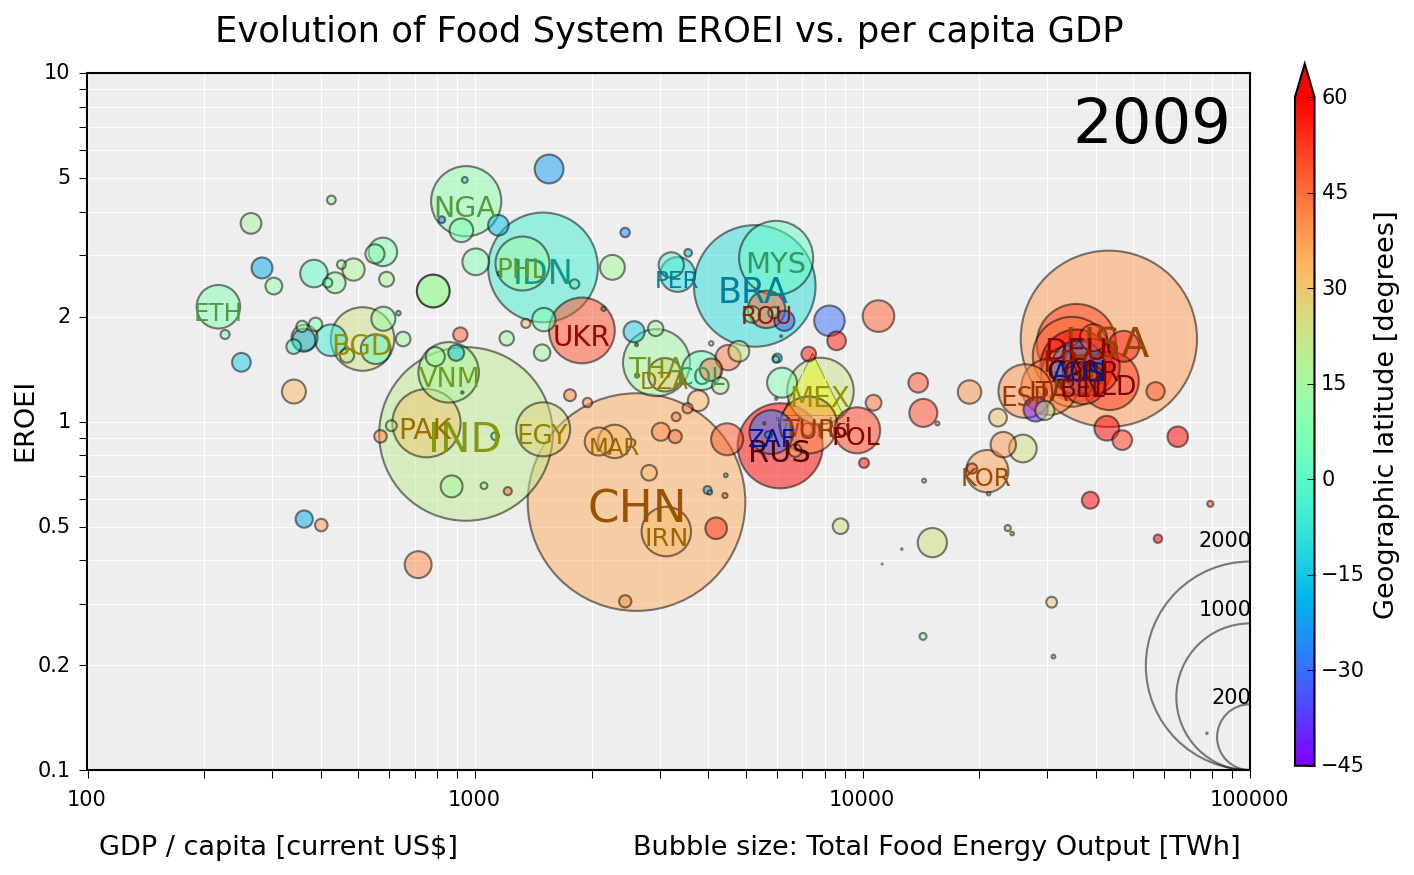 Evolution of Food System EROEI vs. per capita GDP
2009
10
5
2
1
0.5
0.2
0.1
EROEI
NGA
IDN
PHL
PER
BRA
MYS
ETH
BGD
UKR
ROU
USA
VNM
THA
DZA
COL
MEX
ESP
ITA
PAK
IND
EGY
MAR
ZAF
RUS
TUR
POL
KOR
CHN
IRN
2000
1000
200
100
1000
10000
100000
GDP / capita [current US$]
Bubble size: Total Food Energy Output [TWh]
60
45
30
15
0
−15
−30
−45
Geographic latitude [degrees]